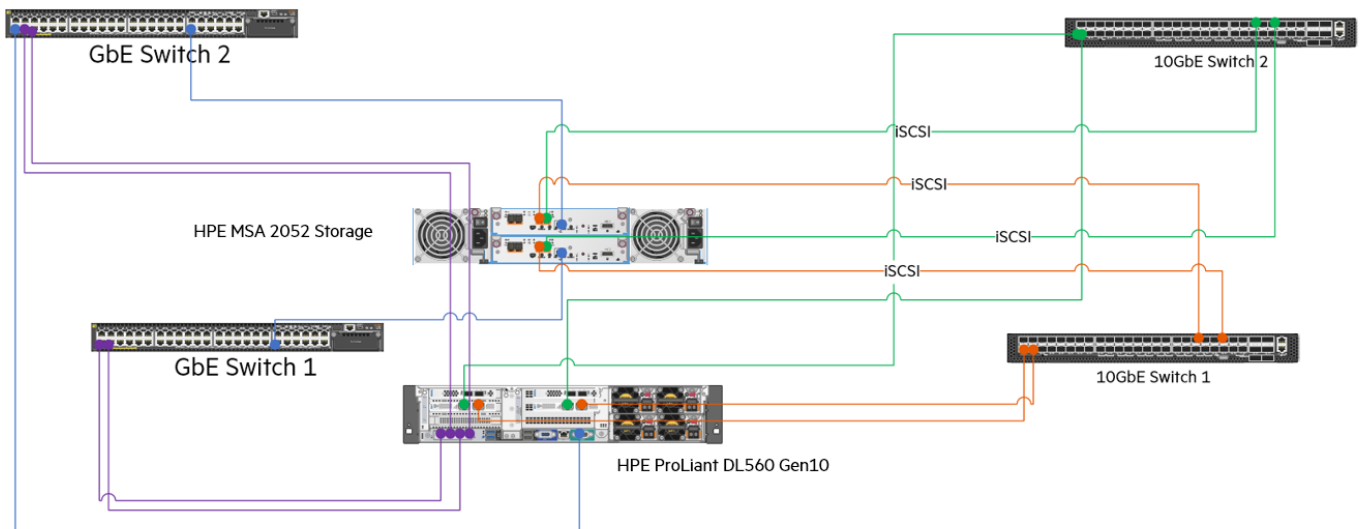 GbE Switch 2
10GbE Switch 2
iSCSI
iSCSI
HPE MSA 2052 Storage
iSCSI
iSCSI
GbE Switch 1
10GbE Switch 1
HPE ProLiant DL560 Gen10